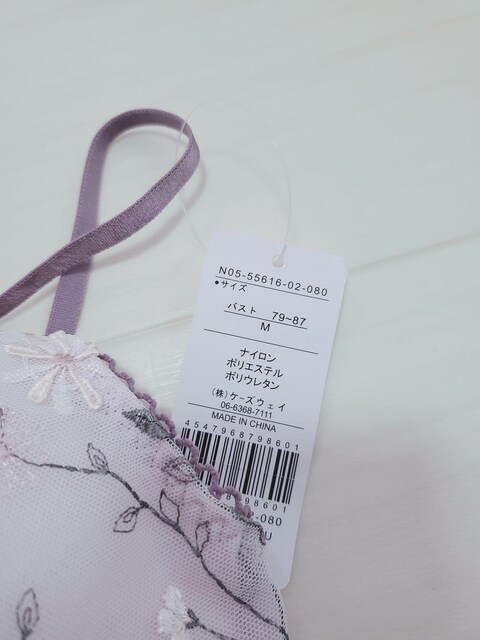 N05-55616-02-080
●サイズ
バスト 79~87
M
ナイロン
ポリエステル
ポリウレタン
(株)ケーズウェイ
06-6368-7111
MADE IN CHINA
4547968798601
98601
-080
U